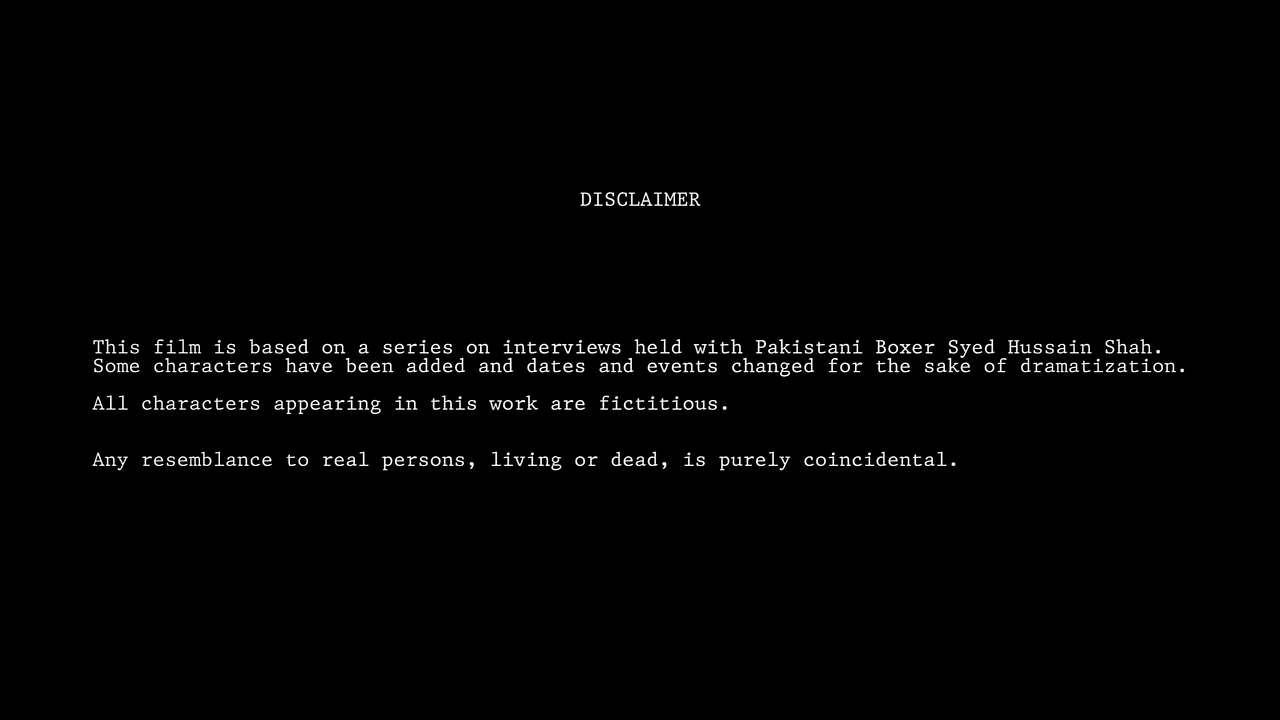 DISCLAIMER
This film is based on a series on interviews held with Pakistani Boxer Syed Hussain Shah.
Some characters have been added and dates and events changed for the sake of dramatization.
All characters appearing in this work are fictitious.
Any resemblance to real persons, living or dead, is purely coincidental.